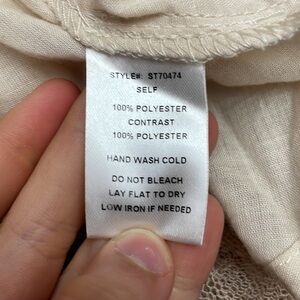 STYLE#: ST70474
SELF
100% POLYESTER
CONTRAST
100% POLYESTER
HAND WASH COLD
DO NOT BLEACH
LAY FLAT TO DRY
LOW IRON IF NEEDED